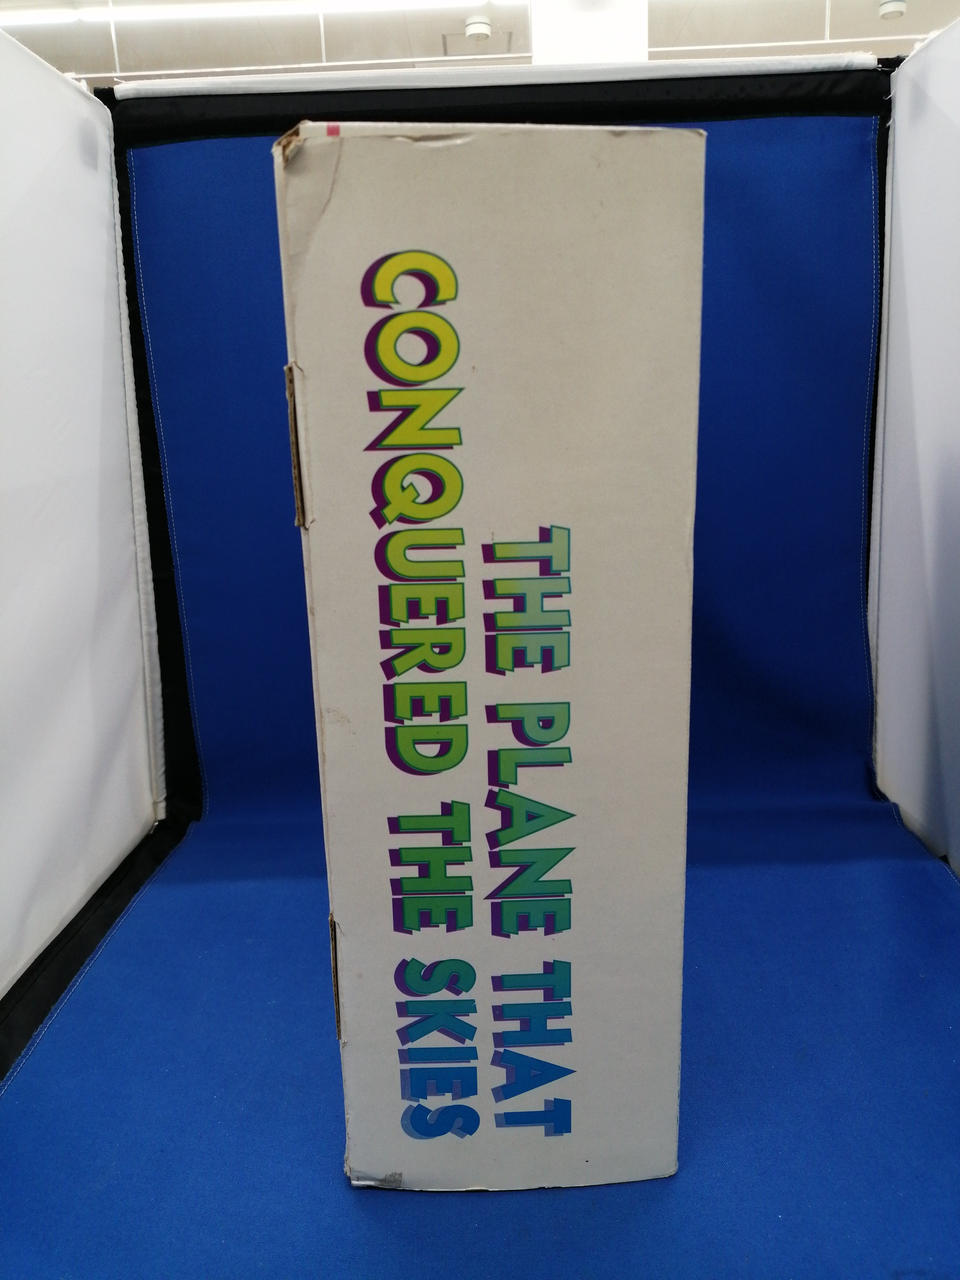 THE PLANE THAT
CONQUERED THE SKIES